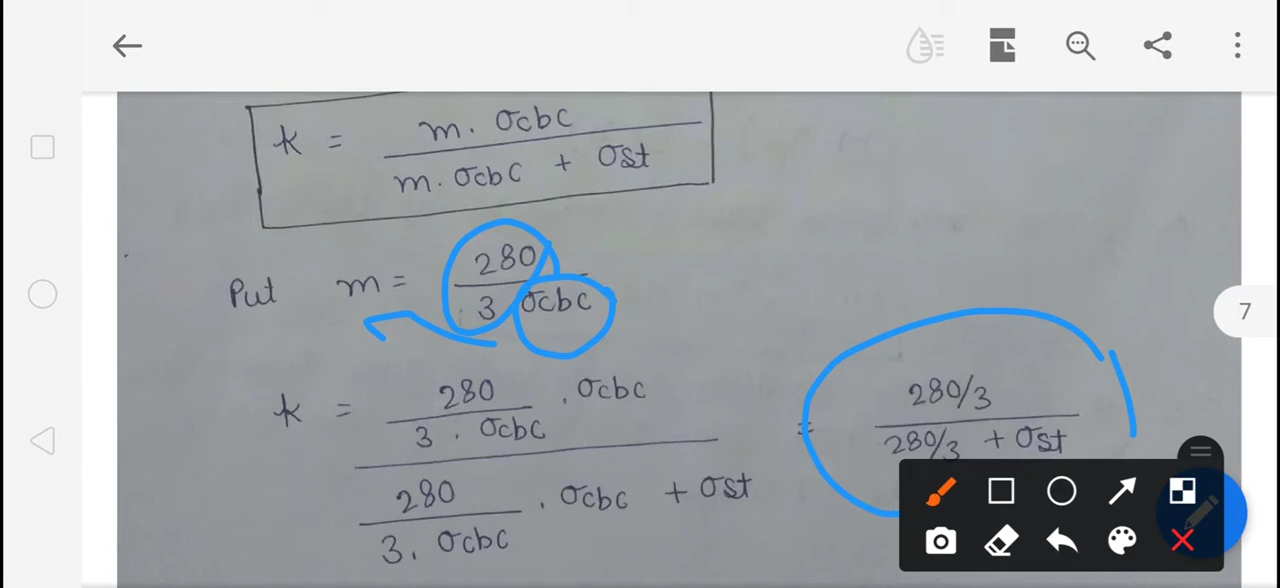 k = m. σcbc / m. σcbc + σst
Put m = 280 / 3 σcbc
k = 280 / 3 . σcbc . σcbc / 280 / 3 . σcbc . σcbc + σst = 280/3 / 280/3 + σst
7